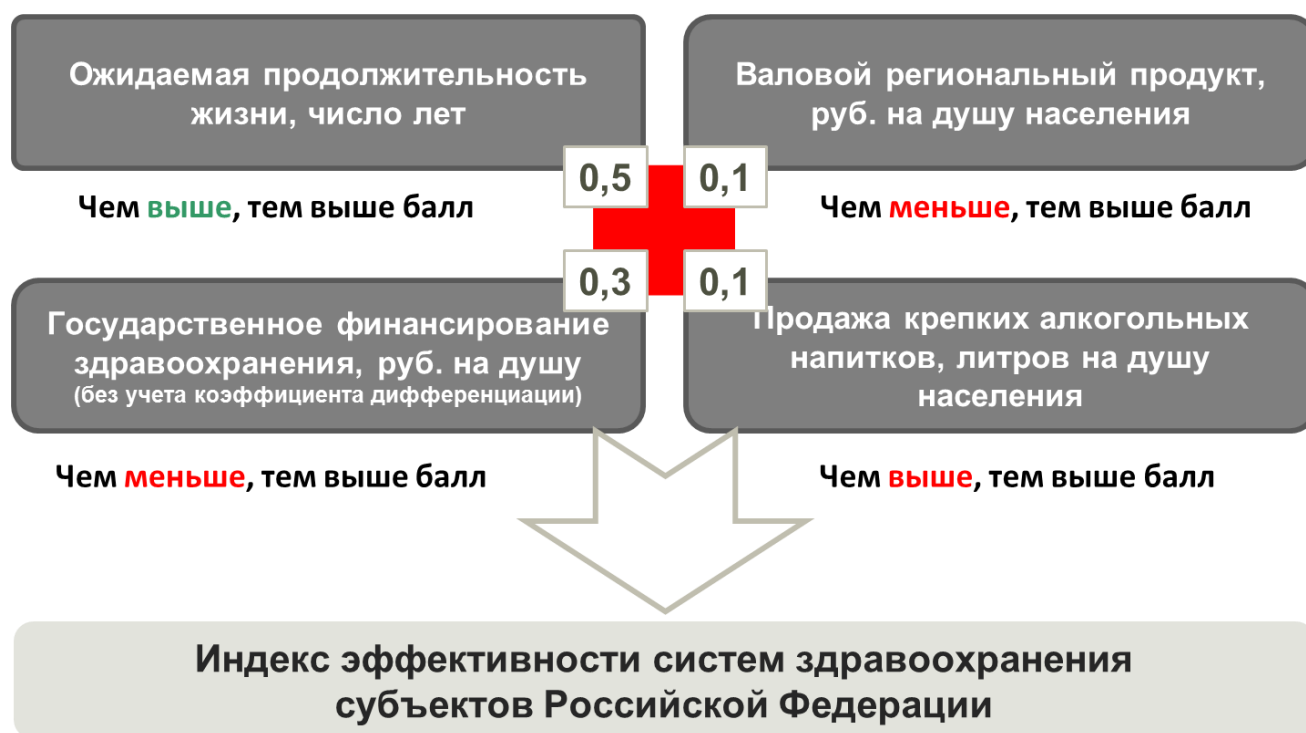 Ожидаемая продолжительность
жизни, число лет
0,5
Чем выше, тем выше балл
Валовой региональный продукт,
руб. на душу населения
0,1
Чем меньше, тем выше балл
0,3
Государственное финансирование
здравоохранения, руб. на душу
(без учета коэффициента дифференциации)
Чем меньше, тем выше балл
0,1
Продажа крепких алкогольных
напитков, литров на душу
населения
Чем выше, тем выше балл
Индекс эффективности систем здравоохранения
субъектов Российской Федерации